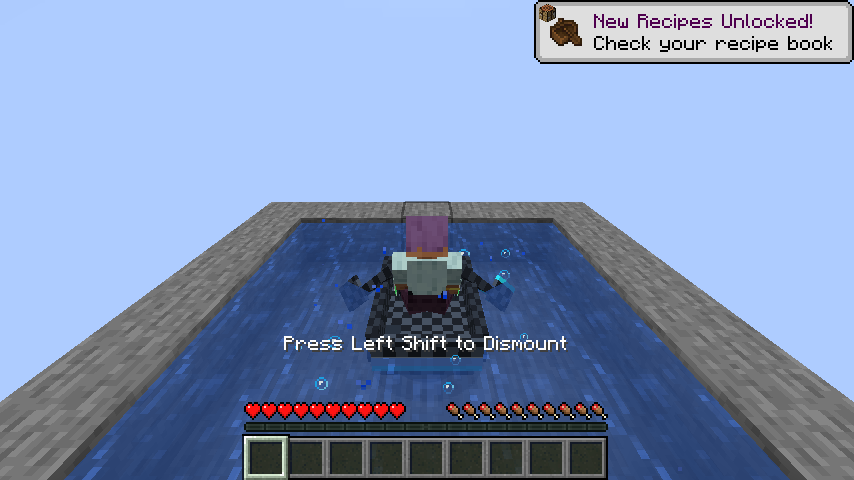 New Recipes Unlocked!
Check your recipe book
Press Left Shift to Dismount